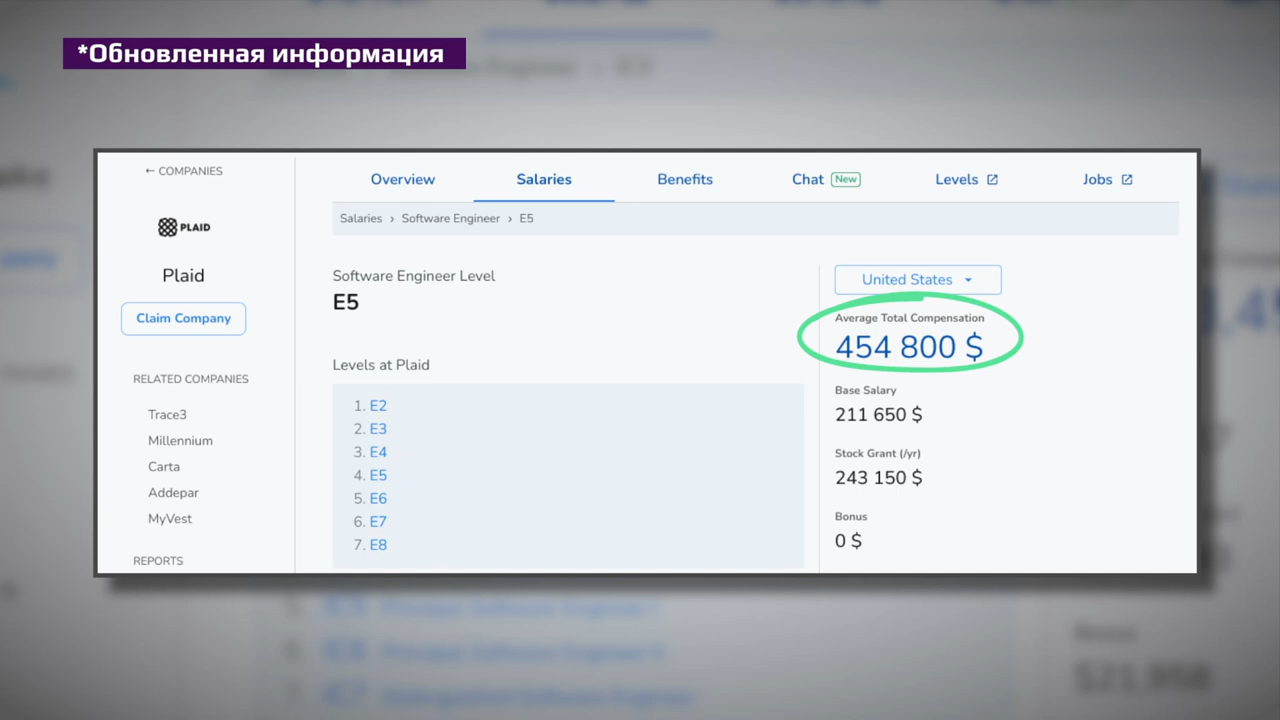 *Обновленная информация
← COMPANIES
PLAID
Plaid
Claim Company
RELATED COMPANIES
Trace3
Millennium
Carta
Addepar
MyVest
REPORTS
Overview
Salaries
Benefits
Chat New
Levels
Jobs
Salaries › Software Engineer › E5
Software Engineer Level
E5
Levels at Plaid
1. E2
2. E3
3. E4
4. E5
5. E6
6. E7
7. E8
United States
Average Total Compensation
454 800 $
Base Salary
211 650 $
Stock Grant (/yr)
243 150 $
Bonus
0 $